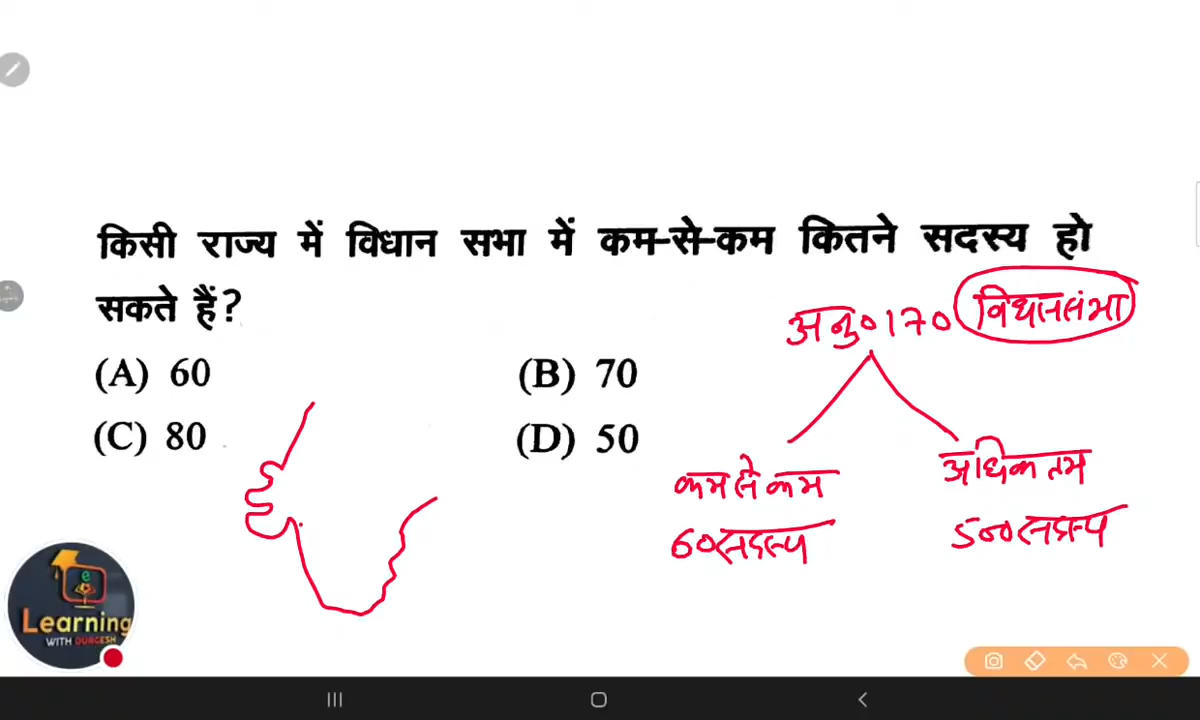 किसी राज्य में विधान सभा में कम-से-कम कितने सदस्य हो
सकते हैं?
अनु० 170 विधानसभा
(A) 60 (B) 70
(C) 80 (D) 50
कम से कम अधिकतम
60 सदस्य 500 सदस्य
e
Learning
WITH DURGESH